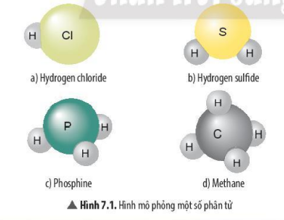 H Cl
S
H H
a) Hydrogen chloride b) Hydrogen sulfide
P
H H
H
H
C
H H
H
c) Phosphine d) Methane
▲ Hình 7.1. Hình mô phỏng một số phân tử